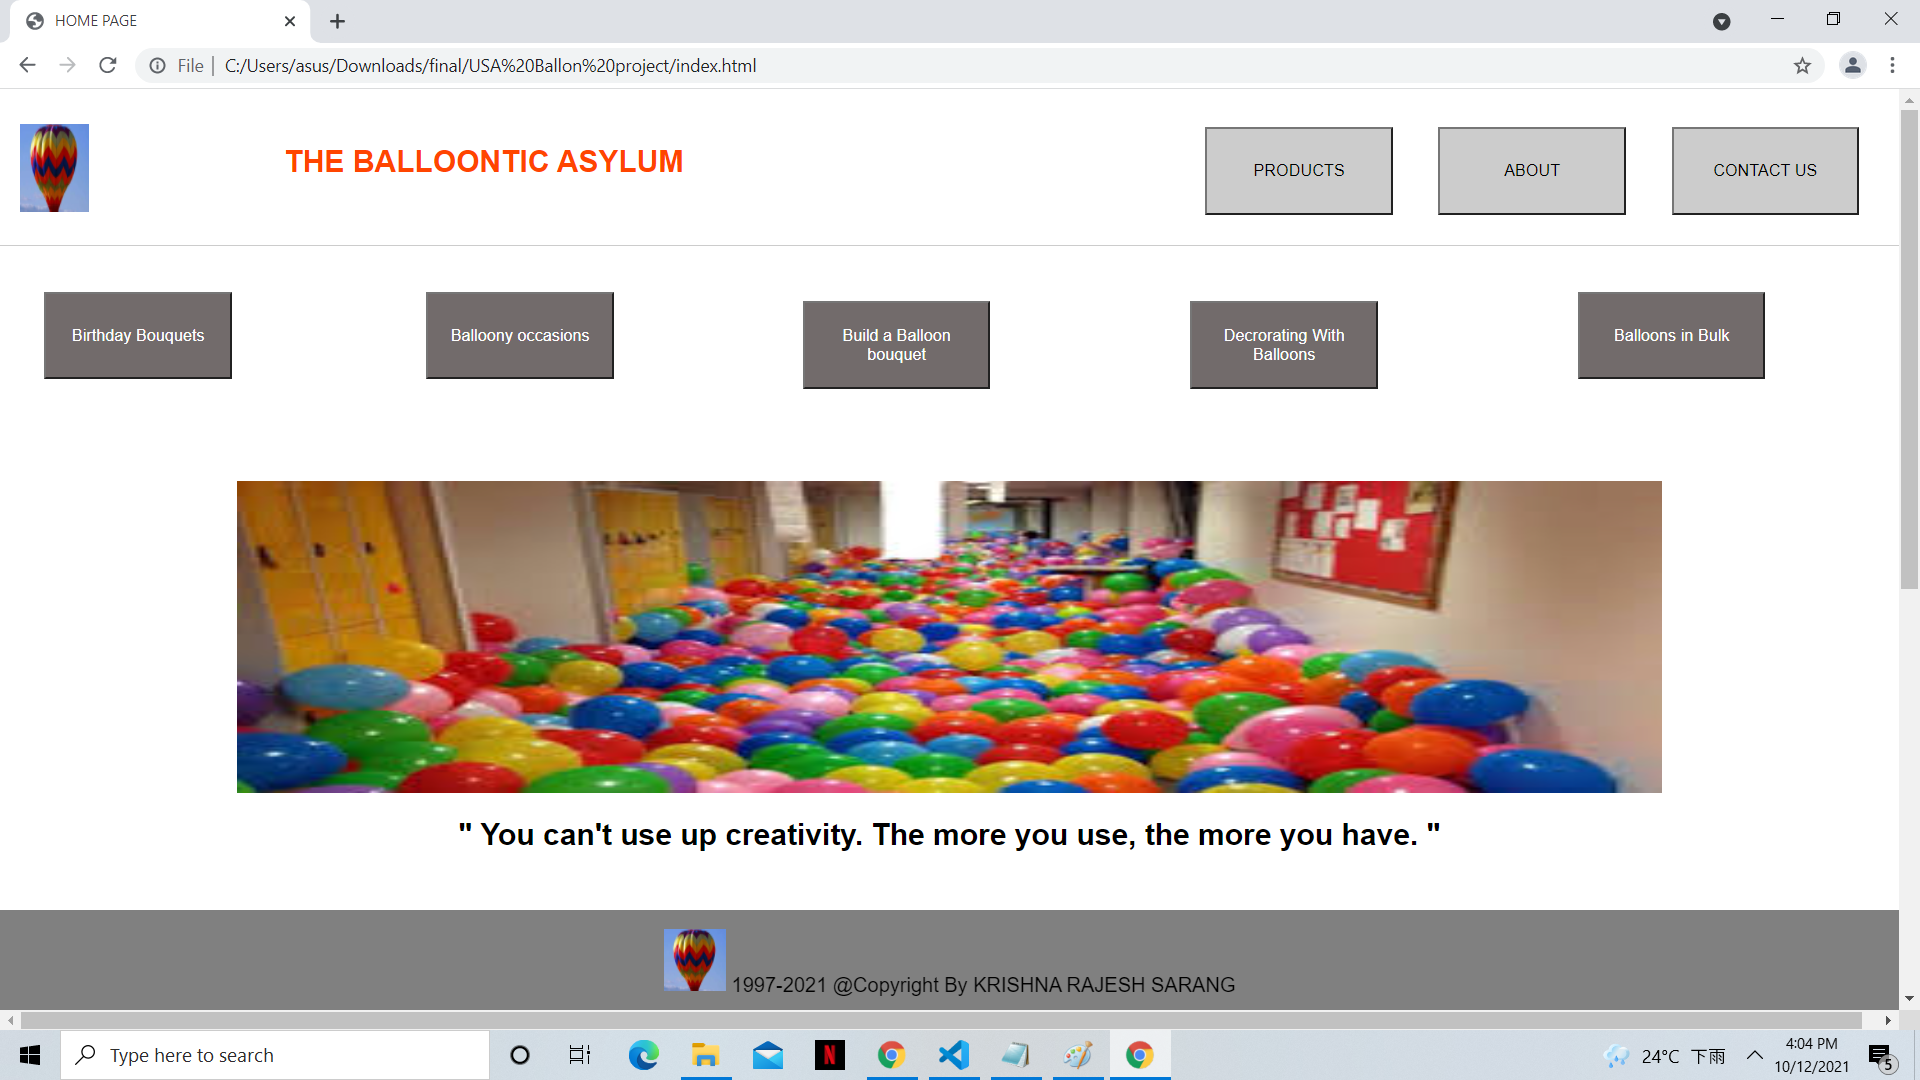 HOME PAGE
File | C:/Users/asus/Downloads/final/USA%20Ballon%20project/index.html
THE BALLOONTIC ASYLUM
PRODUCTS
ABOUT
CONTACT US
Birthday Bouquets
Balloony occasions
Build a Balloon
bouquet
Decrorating With
Balloons
Balloons in Bulk
" You can't use up creativity. The more you use, the more you have. "
1997-2021 @Copyright By KRISHNA RAJESH SARANG
Type here to search
N
24°C 下雨
4:04 PM
10/12/2021
5